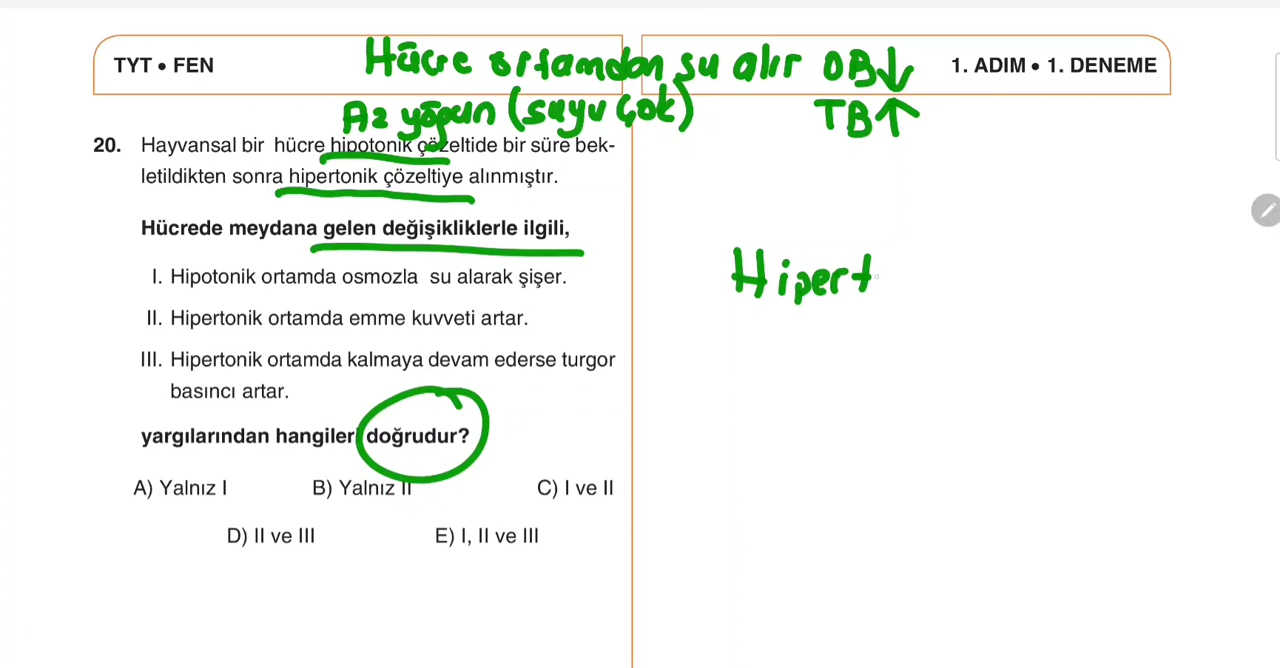 TYT • FEN
Hücre ortamdan su alır OB↓
1. ADIM • 1. DENEME
Az yoğun (suyu çok) TB↑
20. Hayvansal bir hücre hipotonik çözeltide bir süre bek-
letildikten sonra hipertonik çözeltiye alınmıştır.
Hücrede meydana gelen değişikliklerle ilgili,
I. Hipotonik ortamda osmozla su alarak şişer.
II. Hipertonik ortamda emme kuvveti artar.
III. Hipertonik ortamda kalmaya devam ederse turgor
basıncı artar.
yargılarından hangileri doğrudur?
A) Yalnız I B) Yalnız II C) I ve II
D) II ve III E) I, II ve III
Hipert